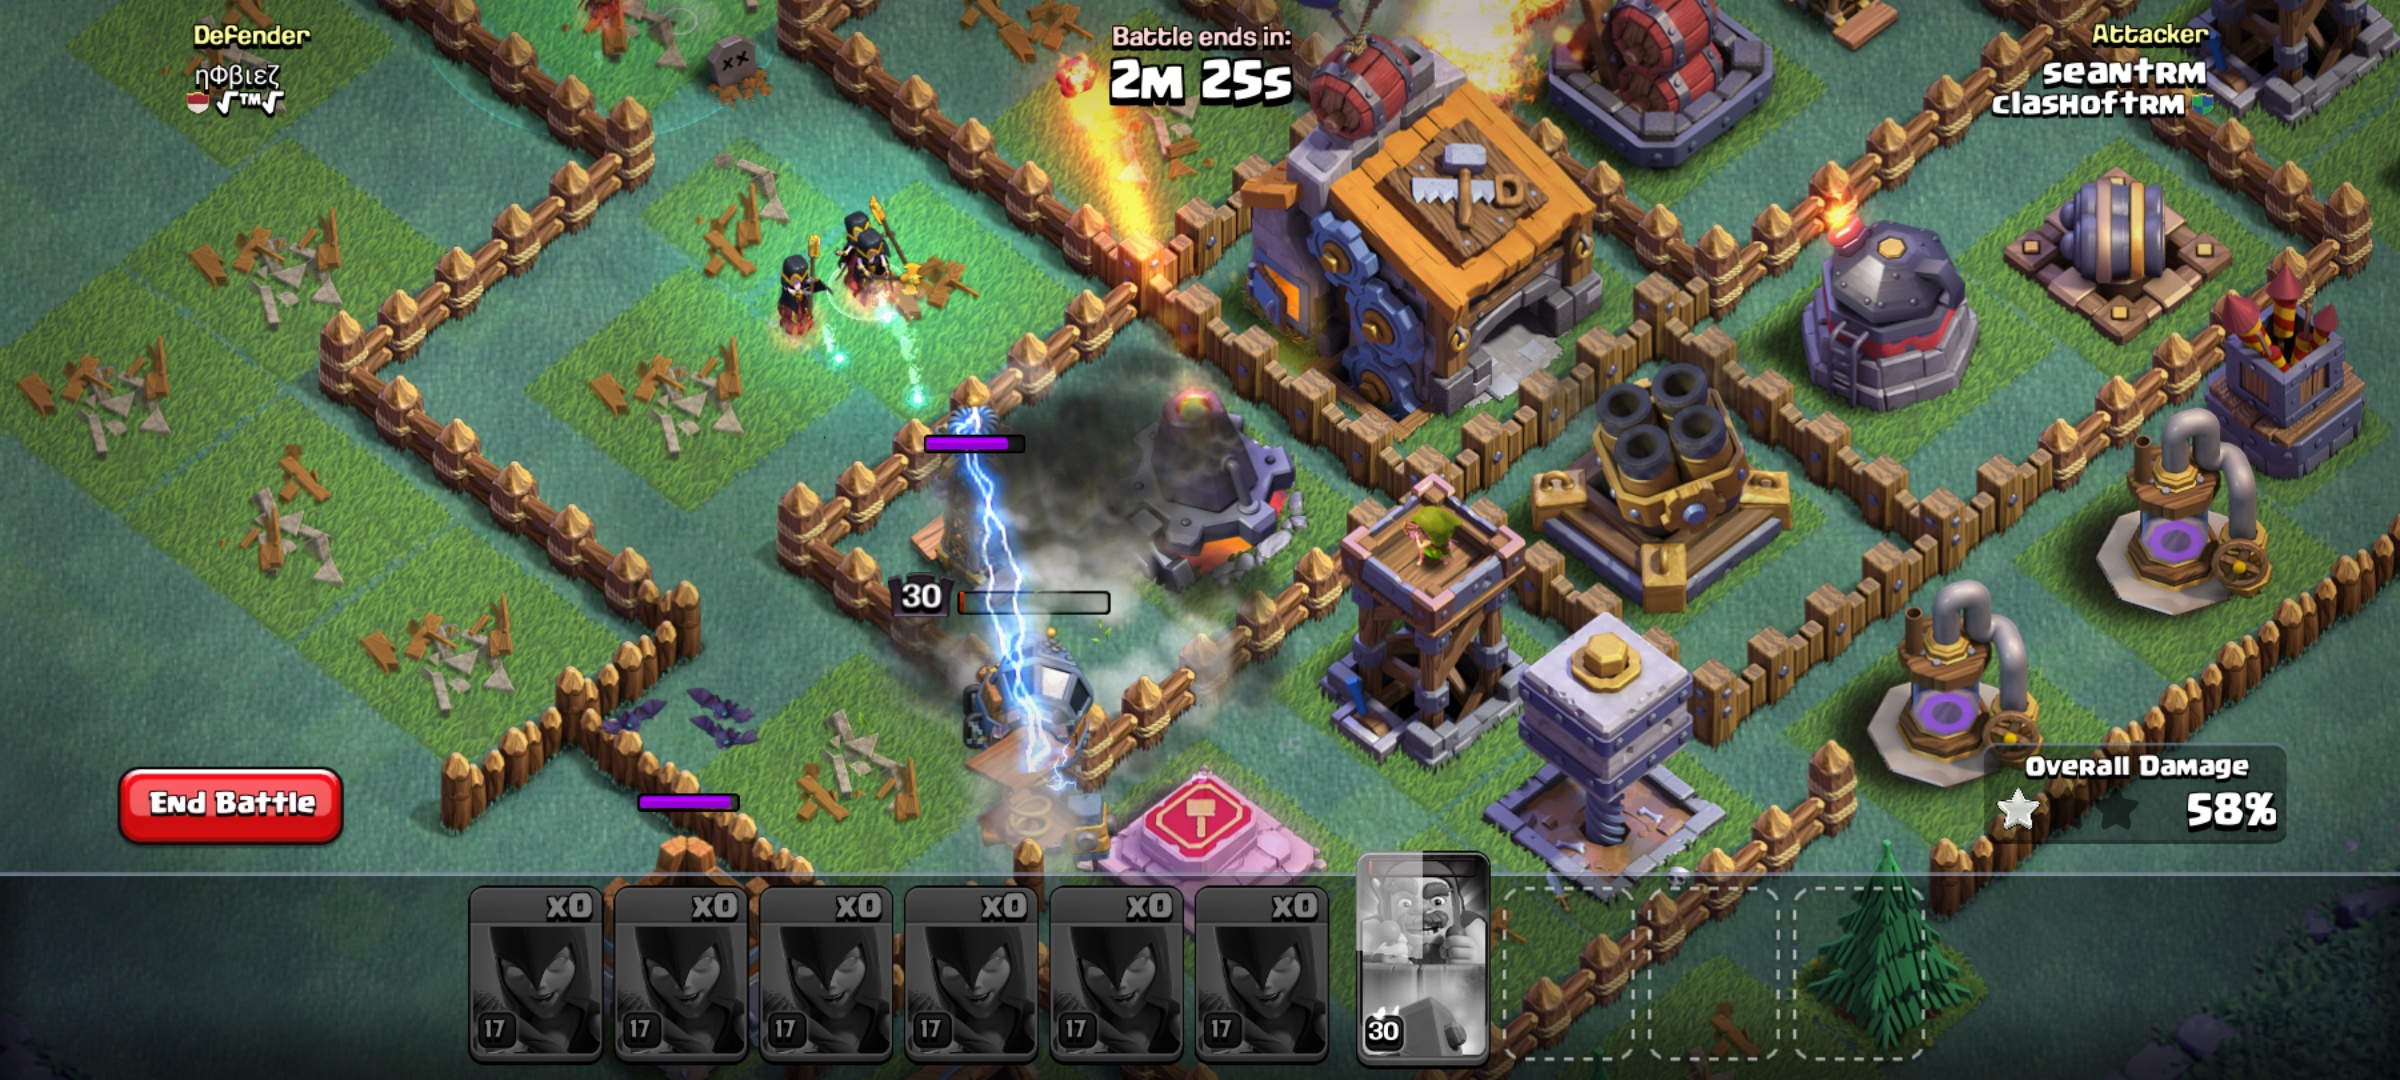 Defender
ηΦβιεζ
√™√
Battle ends in:
2M 25s
Attacker
seantRM
clashoftRM
30
End Battle
Overall Damage
58%
x0
x0
x0
x0
x0
x0
17
17
17
17
17
17
30